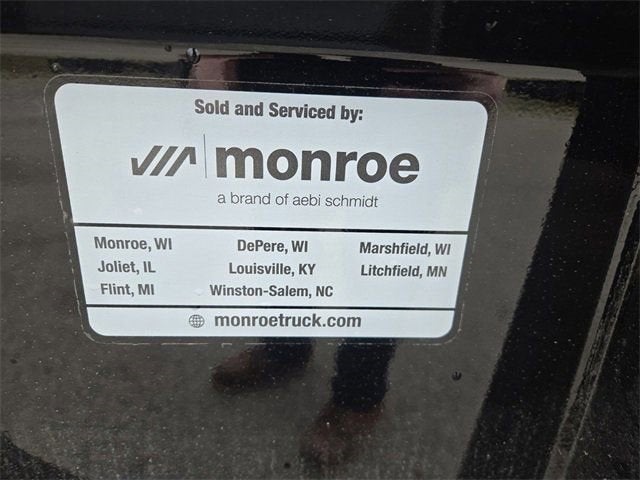 Sold and Serviced by:
monroe
a brand of aebi schmidt
Monroe, WI DePere, WI Marshfield, WI
Joliet, IL Louisville, KY Litchfield, MN
Flint, MI Winston-Salem, NC
monroetruck.com